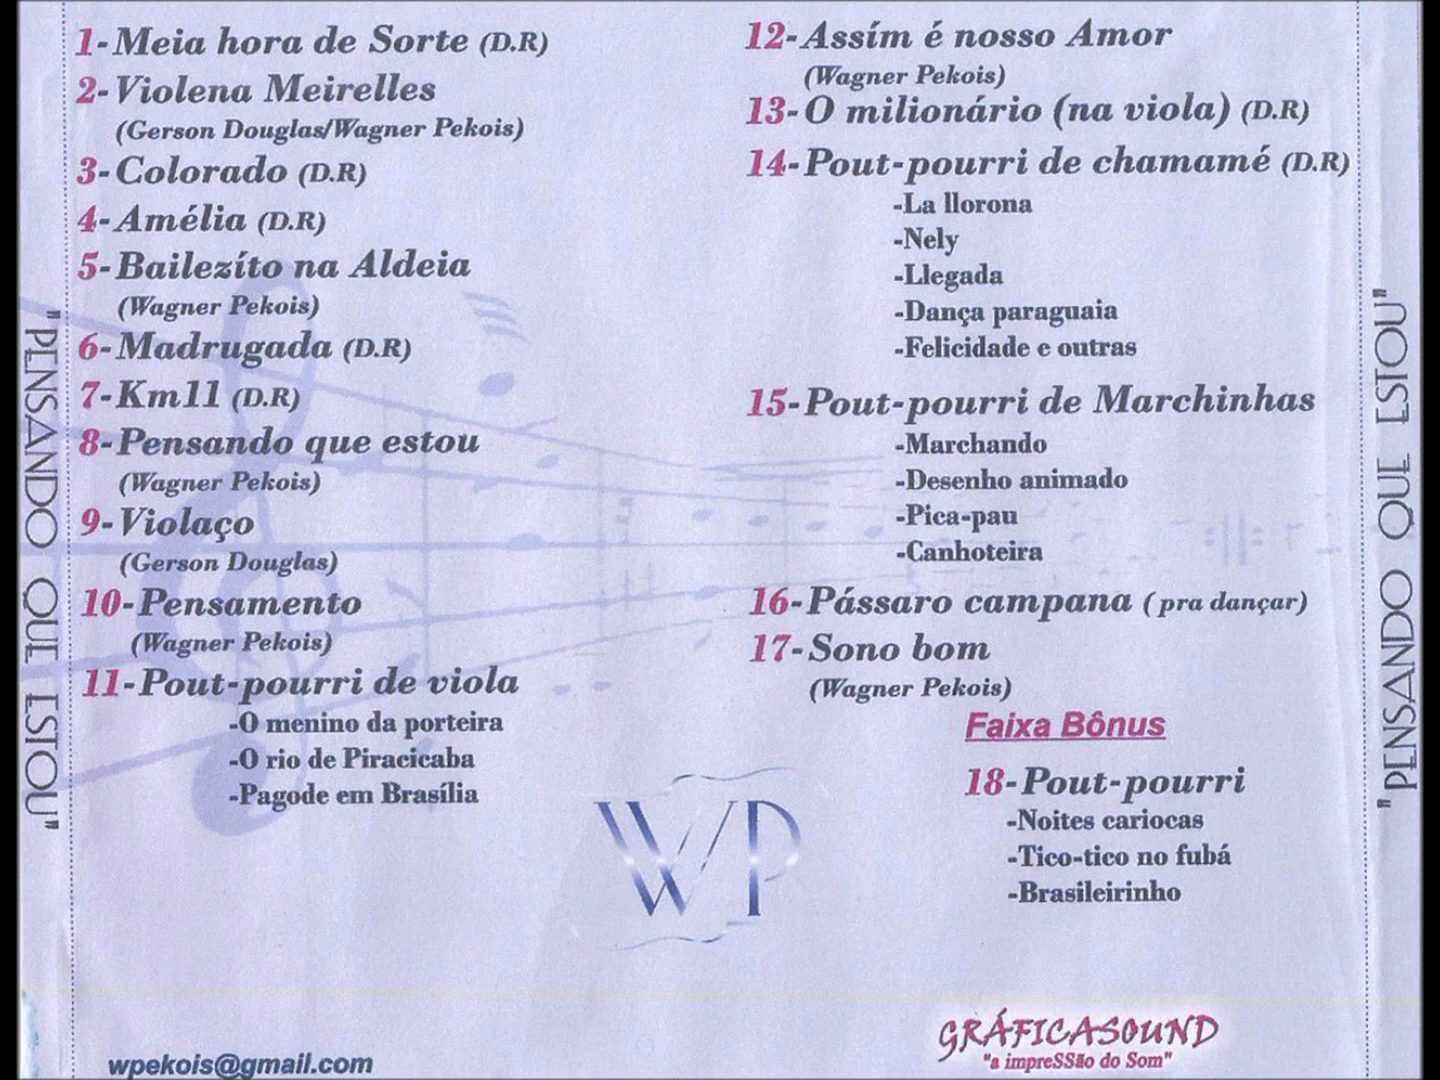 1-Meia hora de Sorte (D.R)
2-Violena Meirelles
(Gerson Douglas/Wagner Pekois)
3-Colorado (D.R)
4-Amélia (D.R)
5-Bailezíto na Aldeia
(Wagner Pekois)
6-Madrugada (D.R)
7-Km11 (D.R)
8-Pensando que estou
(Wagner Pekois)
9-Violaço
(Gerson Douglas)
10-Pensamento
(Wagner Pekois)
11-Pout-pourri de viola
-O menino da porteira
-O rio de Piracicaba
-Pagode em Brasília
12-Assím é nosso Amor
(Wagner Pekois)
13-O milionário (na viola) (D.R)
14-Pout-pourri de chamamé (D.R)
-La llorona
-Nely
-Llegada
-Dança paraguaia
-Felicidade e outras
15-Pout-pourri de Marchinhas
-Marchando
-Desenho animado
-Pica-pau
-Canhoteira
16-Pássaro campana (pra dançar)
17-Sono bom
(Wagner Pekois)
Faixa Bônus
18-Pout-pourri
-Noites cariocas
-Tico-tico no fubá
-Brasileirinho
"PENSANDO QUE ESTOU"
"PENSANDO QUE ESTOU"
WP
wpekois@gmail.com
GRÁFICASOUND
"a impreSSão do Som"